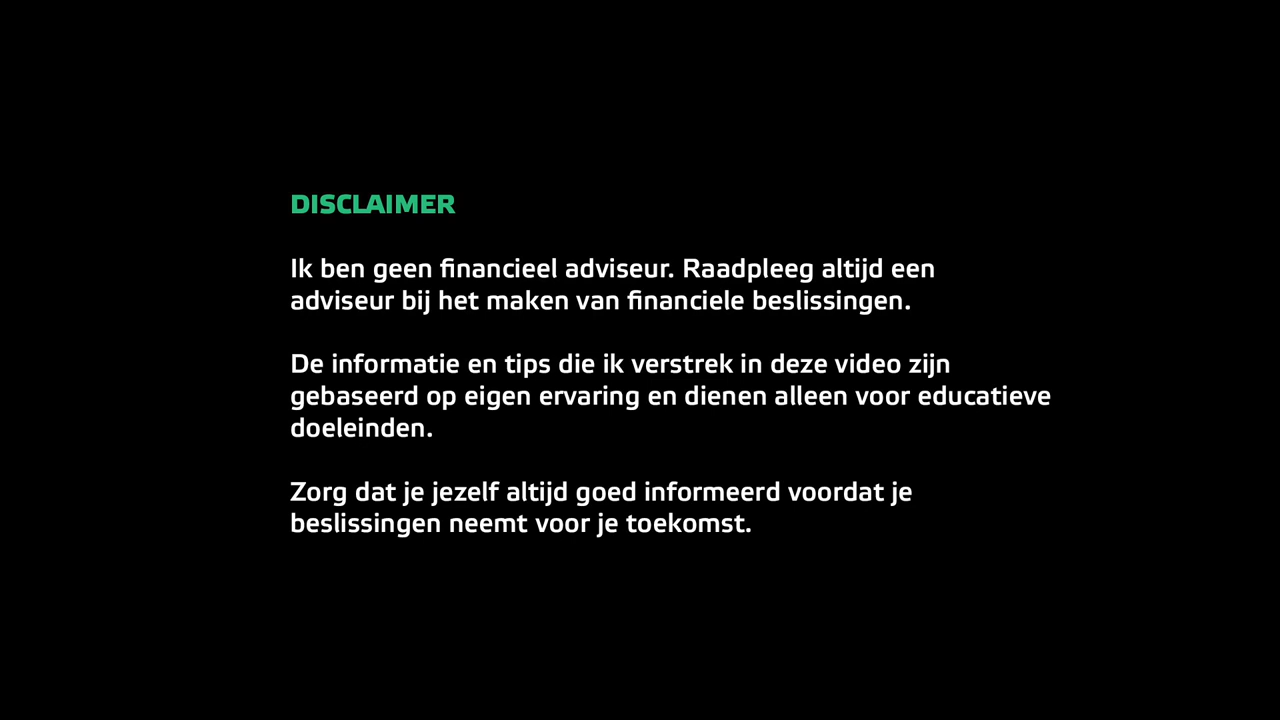 DISCLAIMER
Ik ben geen financieel adviseur. Raadpleeg altijd een
adviseur bij het maken van financiele beslissingen.
De informatie en tips die ik verstrek in deze video zijn
gebaseerd op eigen ervaring en dienen alleen voor educatieve
doeleinden.
Zorg dat je jezelf altijd goed informeerd voordat je
beslissingen neemt voor je toekomst.